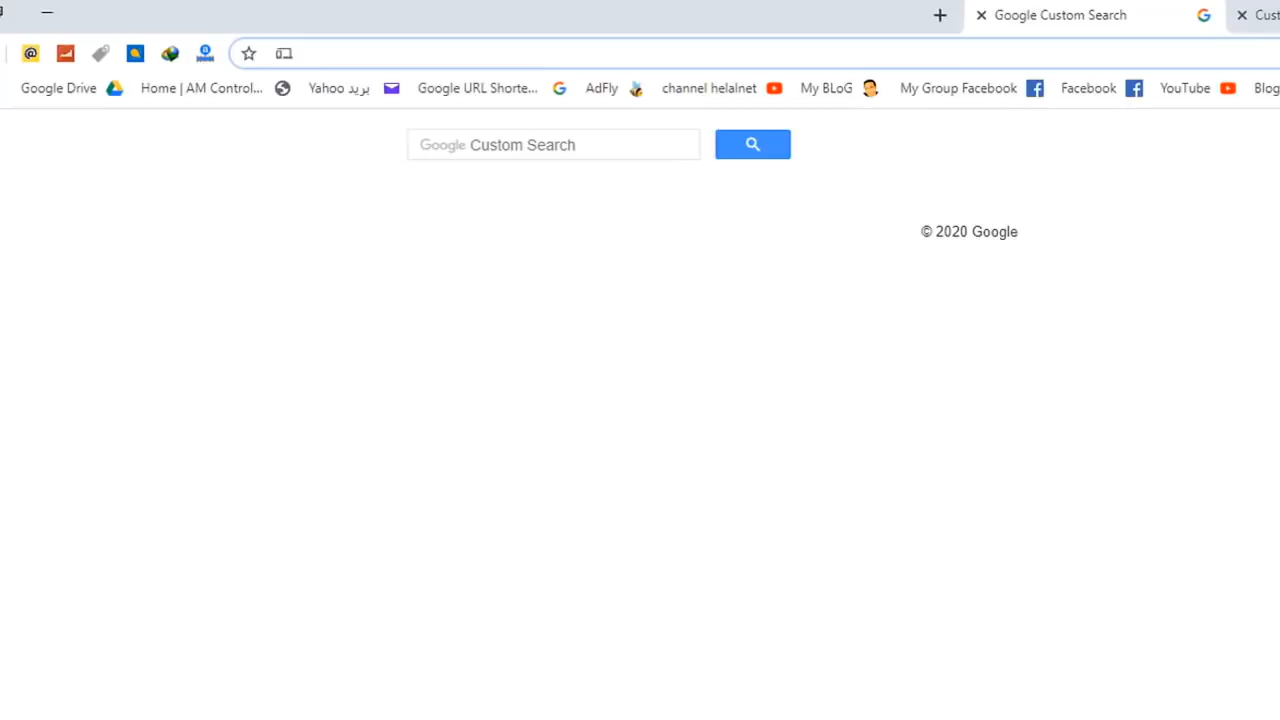 Google Custom Search
Cust
Google Drive Home | AM Control... Yahoo بريد Google URL Shorte... AdFly channel helalnet My BLoG My Group Facebook Facebook YouTube Blog
Google Custom Search
© 2020 Google